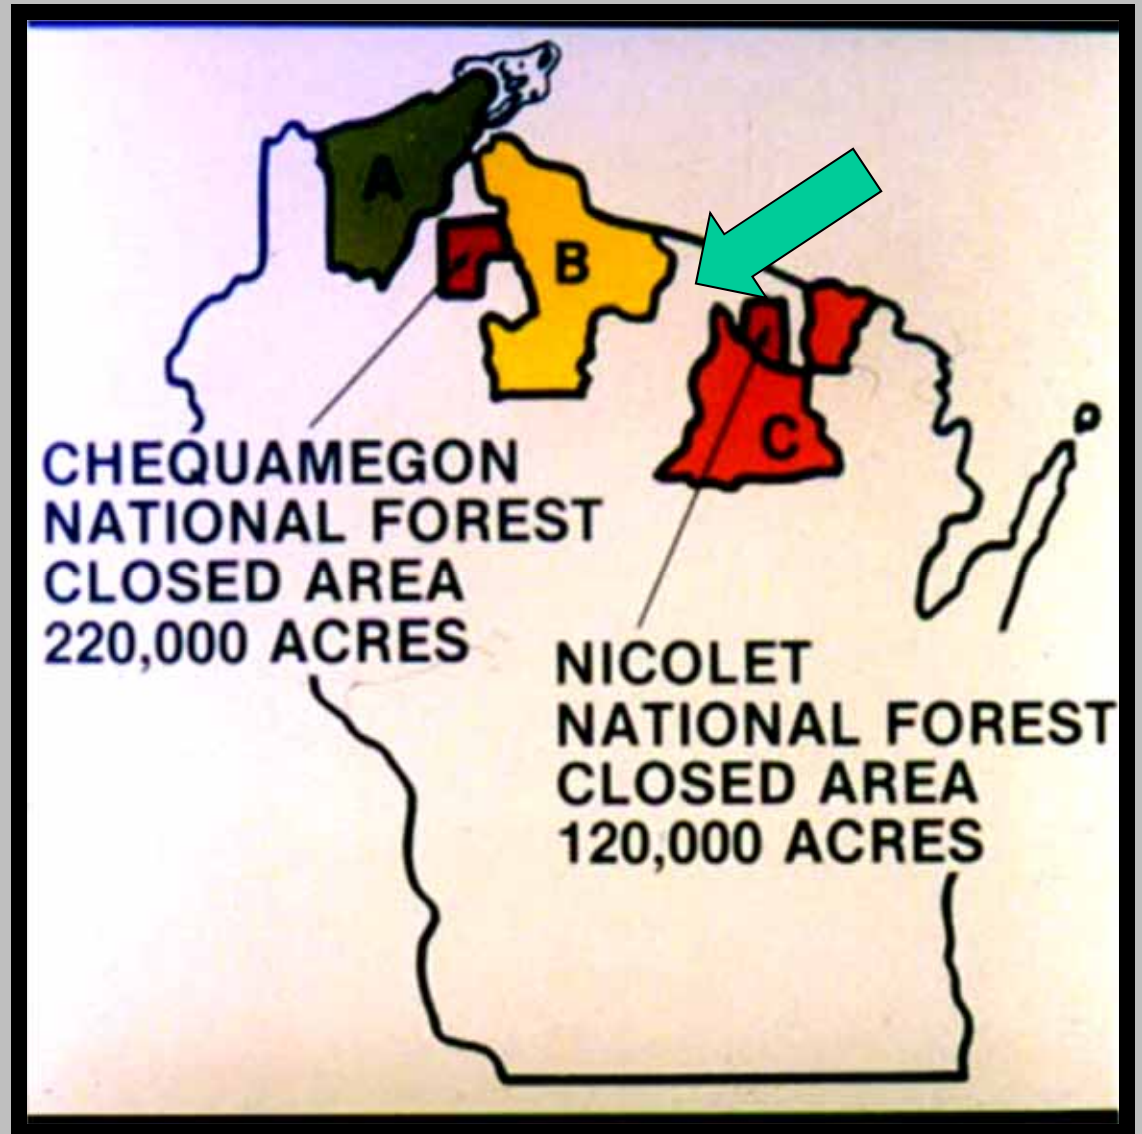 A
B
C
CHEQUAMEGON
NATIONAL FOREST
CLOSED AREA
220,000 ACRES
NICOLET
NATIONAL FOREST
CLOSED AREA
120,000 ACRES